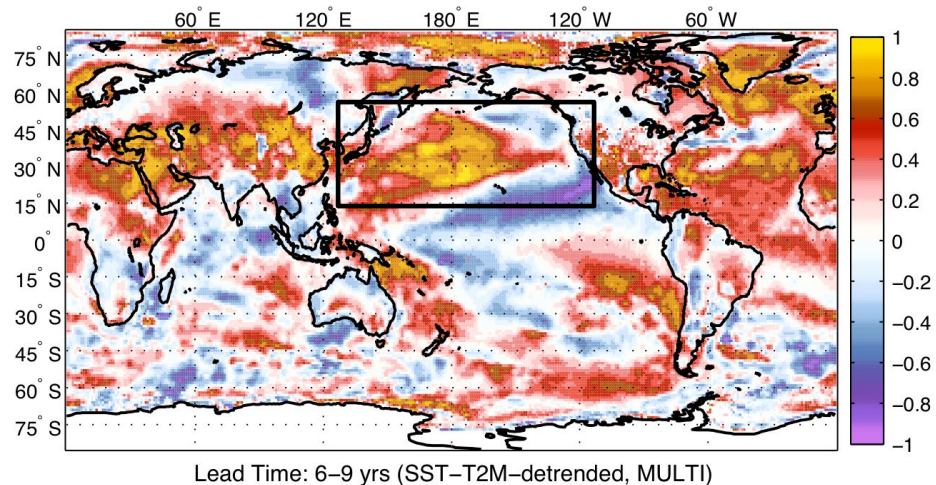 60° E 120° E 180° E 120° W 60° W
75° N
60° N
45° N
30° N
15° N
0°
15° S
30° S
45° S
60° S
75° S
1
0.8
0.6
0.4
0.2
0
−0.2
−0.4
−0.6
−0.8
−1
Lead Time: 6−9 yrs (SST−T2M−detrended, MULTI)